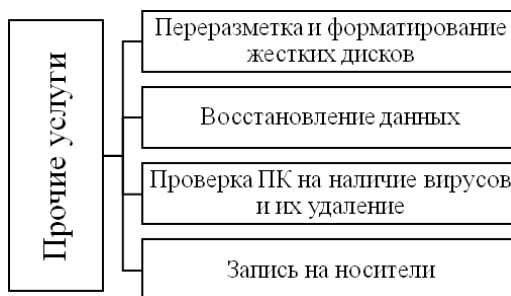 Прочие услуги
Переразметка и форматирование
жестких дисков
Восстановление данных
Проверка ПК на наличие вирусов
и их удаление
Запись на носители